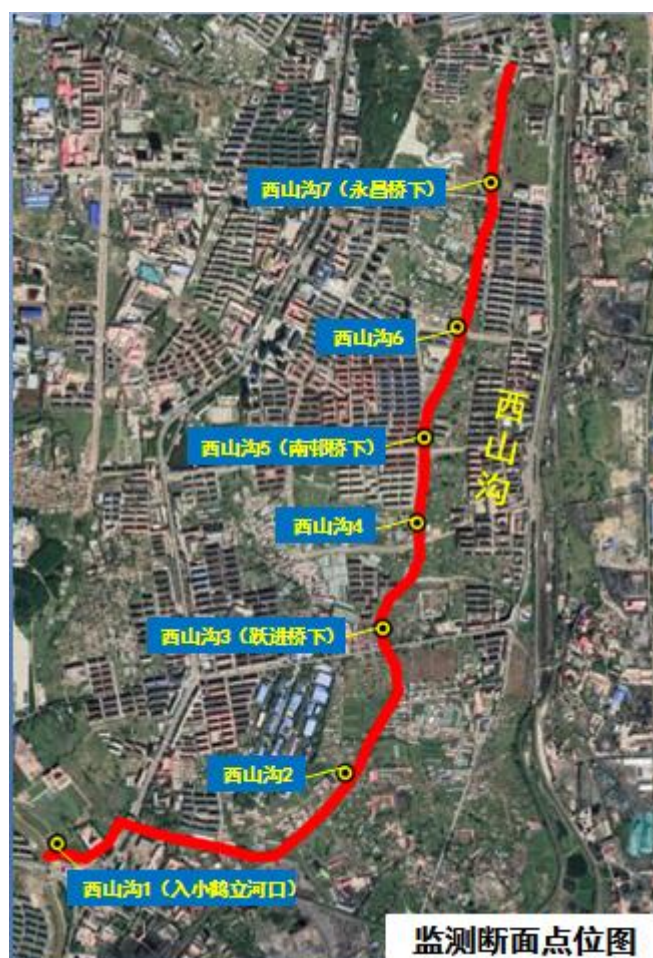 西山沟7（永昌桥下）
西山沟6
西山沟
西山沟5（南邨桥下）
西山沟4
西山沟3（跃进桥下）
西山沟2
西山沟1（入小鹤立河口）
监测断面点位图